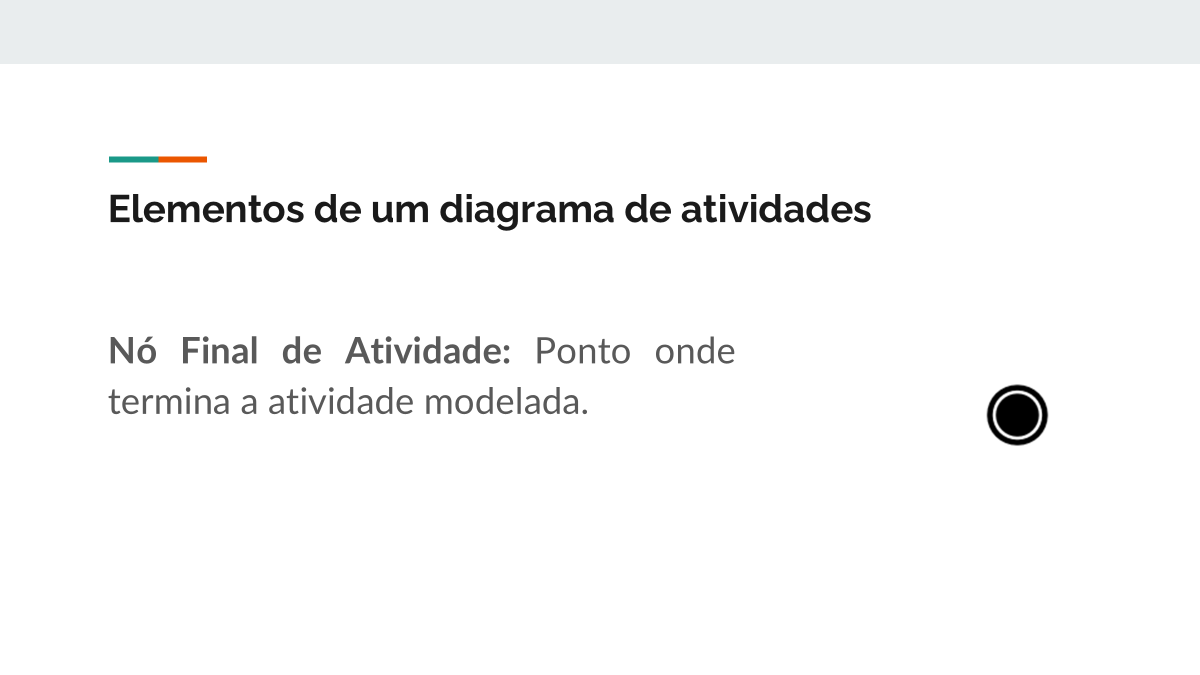 Elementos de um diagrama de atividades
Nó Final de Atividade: Ponto onde
termina a atividade modelada.